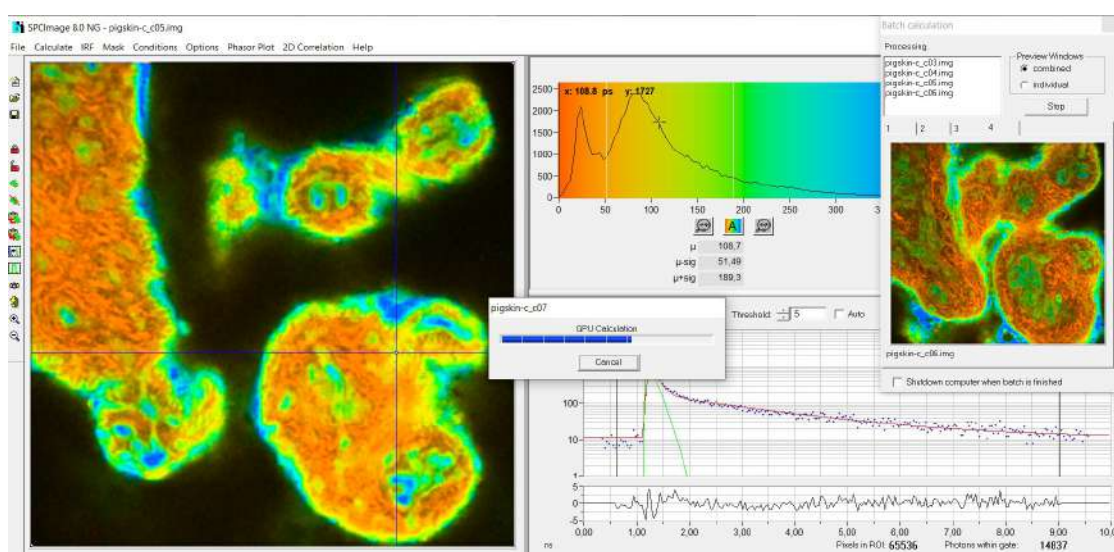 SPCImage 8.0 NG - pigskin-c_c05.img
File Calculate IRF Mask Conditions Options Phasor Plot 2D Correlation Help
x: 108.8 ps y: 1727
2500
2000
1500
1000
500
0
0 50 100 150 200 250 300 35
A
μ 108,7
μ-sig 51,49
μ+sig 189,3
Threshold: 5 Auto
pigskin-c_c07
GPU Calculation
Cancel
100
10
1
5
0
-5
0,00 1,00 2,00 3,00 4,00 5,00 6,00 7,00 8,00 9,00 10,0
ns
Pixels in ROI: 65536 Photons within gate: 14837
Batch calculation
Processing
pigskin-c_c03.img
pigskin-c_c04.img
pigskin-c_c05.img
pigskin-c_c06.img
Preview Windows
combined
individual
Stop
1 2 3 4
pigskin-c_c06.img
Shutdown computer when batch is finished